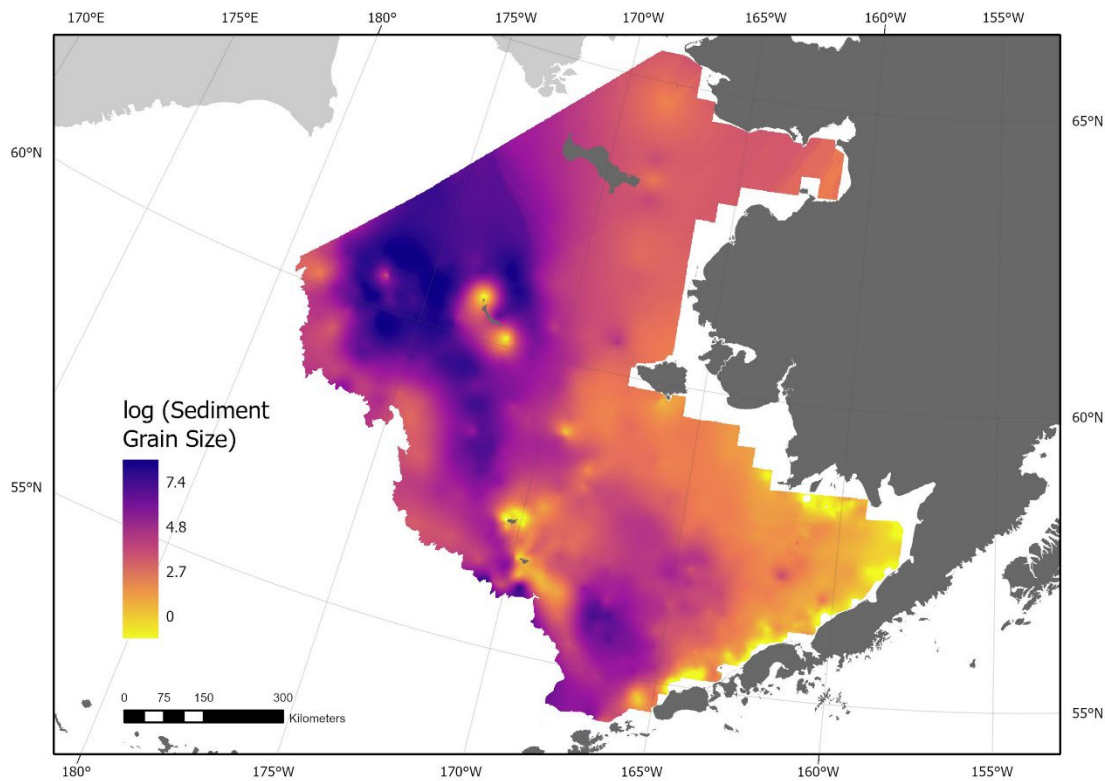 170°E 175°E 180° 175°W 170°W 165°W 160°W 155°W
65°N
60°N
60°N
55°N
55°N
log (Sediment
Grain Size)
7.4
4.8
2.7
0
0 75 150 300
Kilometers
180° 175°W 170°W 165°W 160°W 155°W